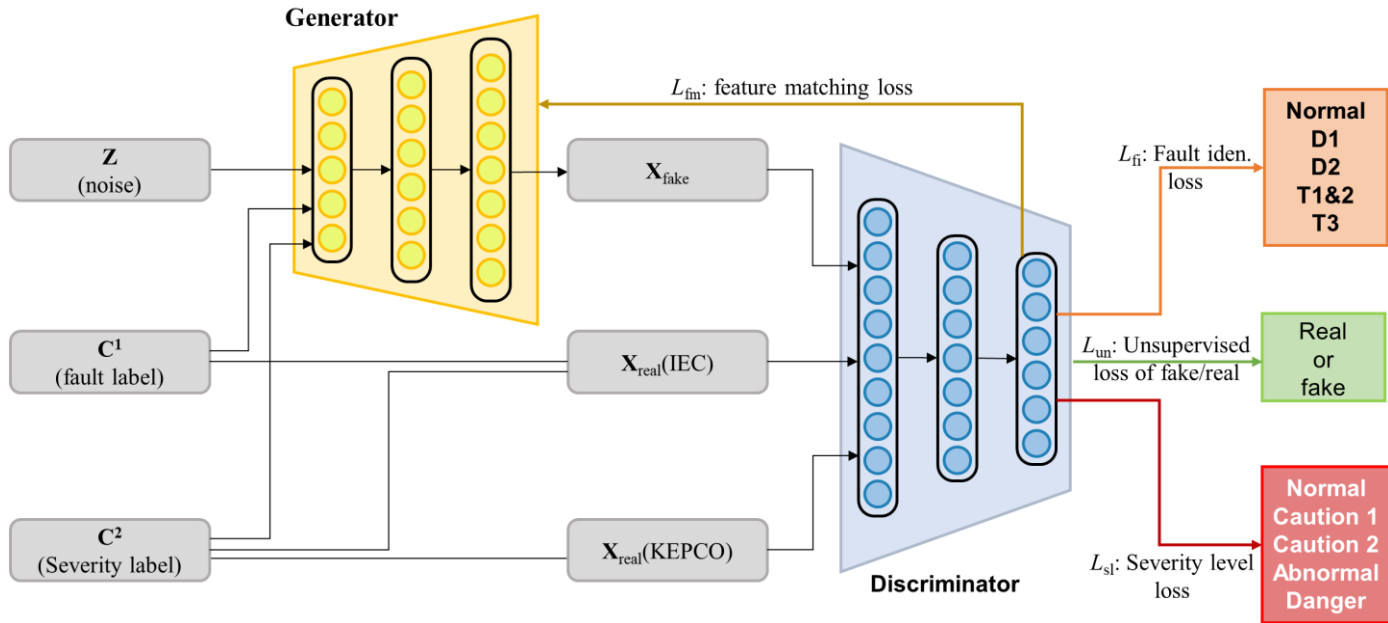 Generator
L_fm: feature matching loss
Z
(noise)
X_fake
L_fi: Fault iden.
loss
Normal
D1
D2
T1&2
T3
C¹
(fault label)
X_real(IEC)
L_un: Unsupervised
loss of fake/real
Real
or
fake
C²
(Severity label)
X_real(KEPCO)
Discriminator
L_sl: Severity level
loss
Normal
Caution 1
Caution 2
Abnormal
Danger